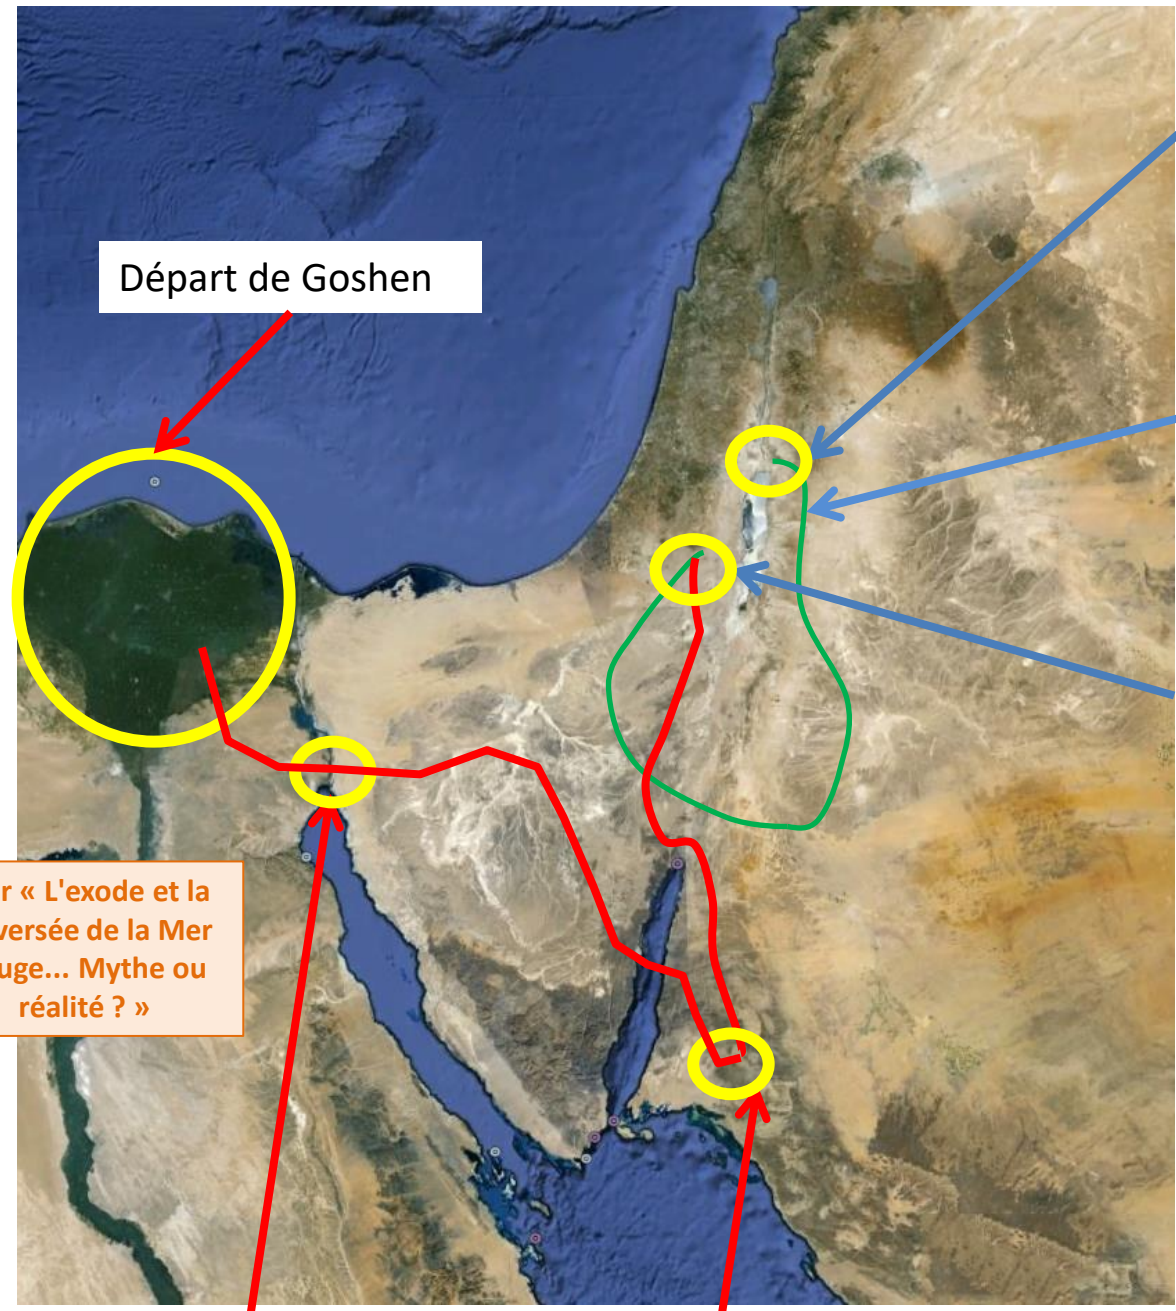 Départ de Goshen
r « L'exode et la
versée de la Mer
uge... Mythe ou
réalité ? »